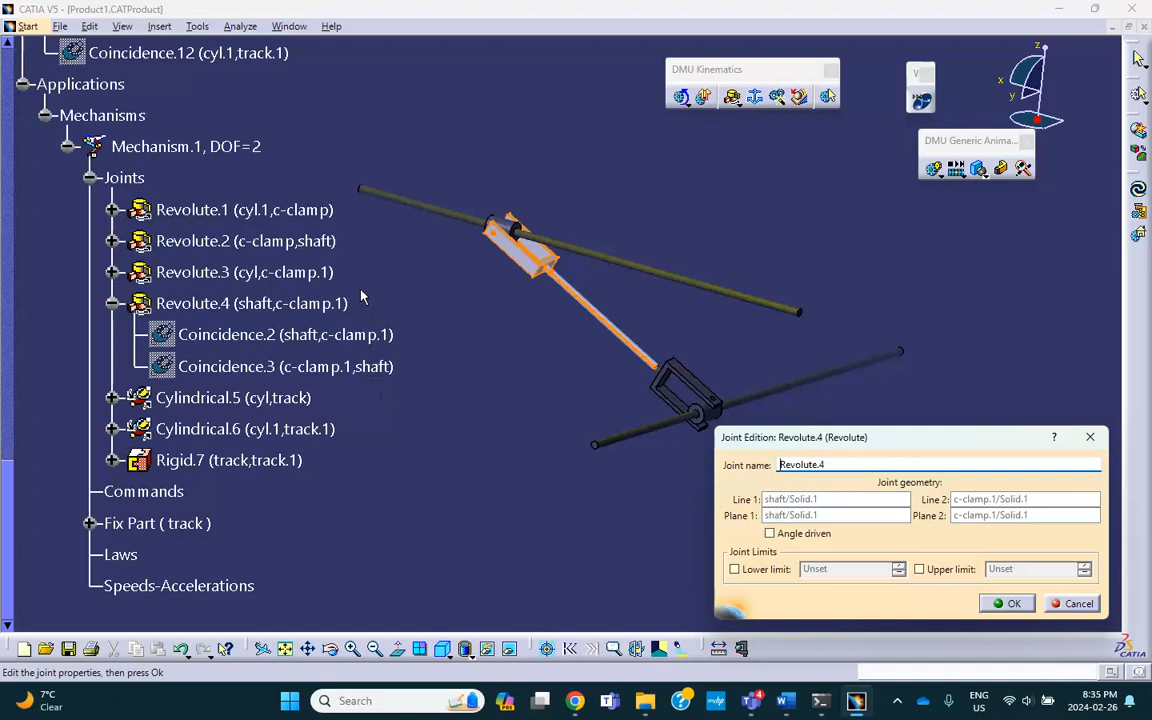 CATIA V5 - [Product1.CATProduct]
Start File Edit View Insert Tools Analyze Window Help
Coincidence.12 (cyl.1,track.1)
Applications
Mechanisms
Mechanism.1, DOF=2
Joints
Revolute.1 (cyl.1,c-clamp)
Revolute.2 (c-clamp,shaft)
Revolute.3 (cyl,c-clamp.1)
Revolute.4 (shaft,c-clamp.1)
Coincidence.2 (shaft,c-clamp.1)
Coincidence.3 (c-clamp.1,shaft)
Cylindrical.5 (cyl,track)
Cylindrical.6 (cyl.1,track.1)
Rigid.7 (track,track.1)
Commands
Fix Part ( track )
Laws
Speeds-Accelerations
DMU Kinematics
V
DMU Generic Anima...
z
x
y
Joint Edition: Revolute.4 (Revolute)
Joint name: Revolute.4
Joint geometry:
Line 1: shaft/Solid.1 Line 2: c-clamp.1/Solid.1
Plane 1: shaft/Solid.1 Plane 2: c-clamp.1/Solid.1
Angle driven
Joint Limits
Lower limit: Unset Upper limit: Unset
OK Cancel
CATIA
Edit the joint properties, then press Ok
7°C
Clear
Search
PRE
mdp
4
ENG
US
8:35 PM
2024-02-26